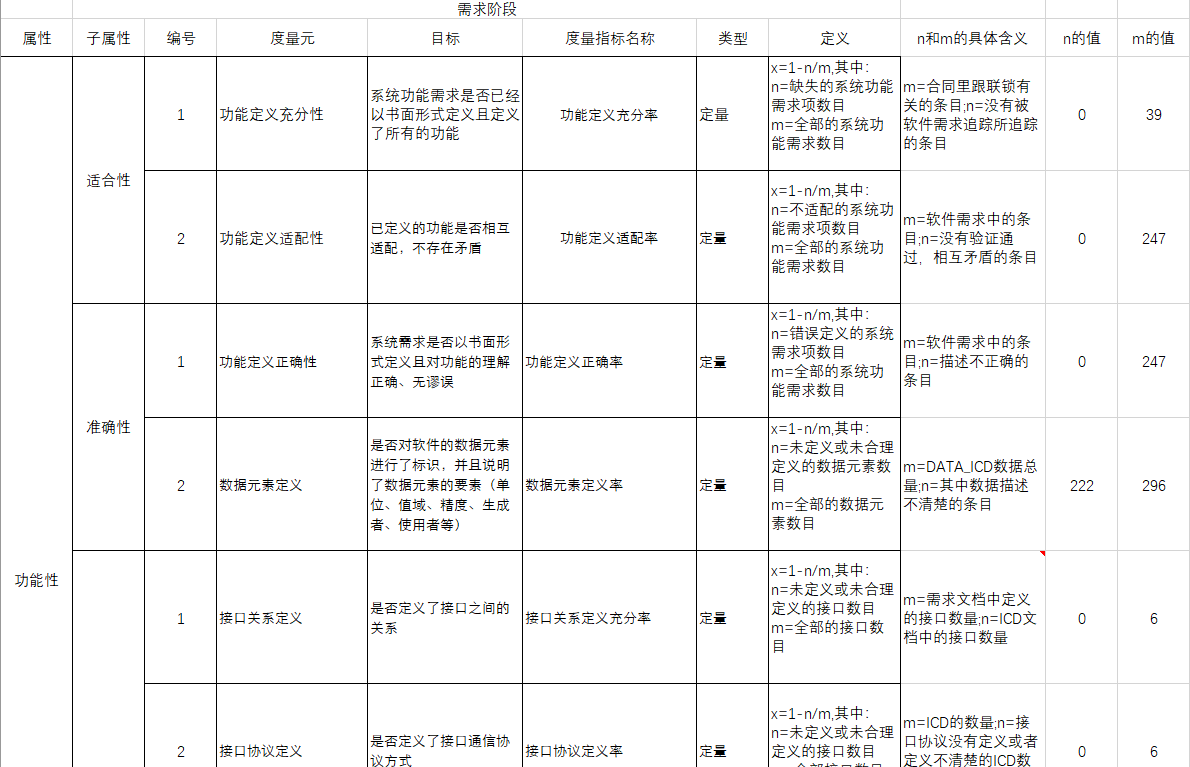 需求阶段
属性
子属性
编号
度量元
目标
度量指标名称
类型
定义
n和m的具体含义
n的值
m的值
功能性
适合性
1
功能定义充分性
系统功能需求是否已经
以书面形式定义且定义
了所有的功能
功能定义充分率
定量
x=1-n/m,其中：
n=缺失的系统功能
需求项数目
m=全部的系统功
能需求数目
m=合同里跟联锁有
关的条目;n=没有被
软件需求追踪所追踪
的条目
0
39
2
功能定义适配性
已定义的功能是否相互
适配，不存在矛盾
功能定义适配率
定量
x=1-n/m,其中：
n=不适配的系统功
能需求项数目
m=全部的系统功
能需求数目
m=软件需求中的条
目;n=没有验证通
过，相互矛盾的条目
0
247
准确性
1
功能定义正确性
系统需求是否以书面形
式定义且对功能的理解
正确、无谬误
功能定义正确率
定量
x=1-n/m,其中：
n=错误定义的系统
需求项数目
m=全部的系统功
能需求数目
m=软件需求中的条
目;n=描述不正确的
条目
0
247
2
数据元素定义
是否对软件的数据元素
进行了标识，并且说明
了数据元素的要素（单
位、值域、精度、生成
者、使用者等）
数据元素定义率
定量
x=1-n/m,其中：
n=未定义或未合理
定义的数据元素数
目
m=全部的数据元
素数目
m=DATA_ICD数据总
量;n=其中数据描述
不清楚的条目
222
296
1
接口关系定义
是否定义了接口之间的
关系
接口关系定义充分率
定量
x=1-n/m,其中：
n=未定义或未合理
定义的接口数目
m=全部的接口数
目
m=需求文档中定义
的接口数量;n=ICD文
档中的接口数量
0
6
2
接口协议定义
是否定义了接口通信协
议方式
接口协议定义率
定量
x=1-n/m,其中：
n=未定义或未合理
定义的接口数目
m=ICD的数量;n=接
口协议没有定义或者
定义不清楚的ICD数
0
6